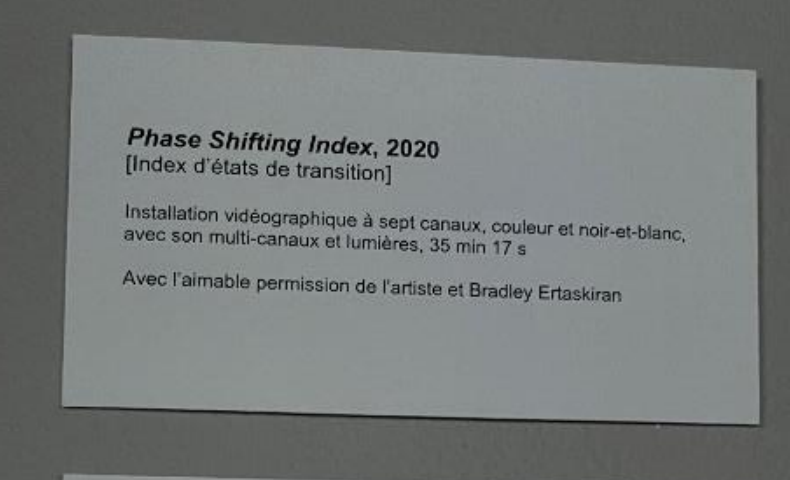 Phase Shifting Index, 2020
[Index d'états de transition]
Installation vidéographique à sept canaux, couleur et noir-et-blanc,
avec son multi-canaux et lumières, 35 min 17 s
Avec l'aimable permission de l'artiste et Bradley Ertaskiran